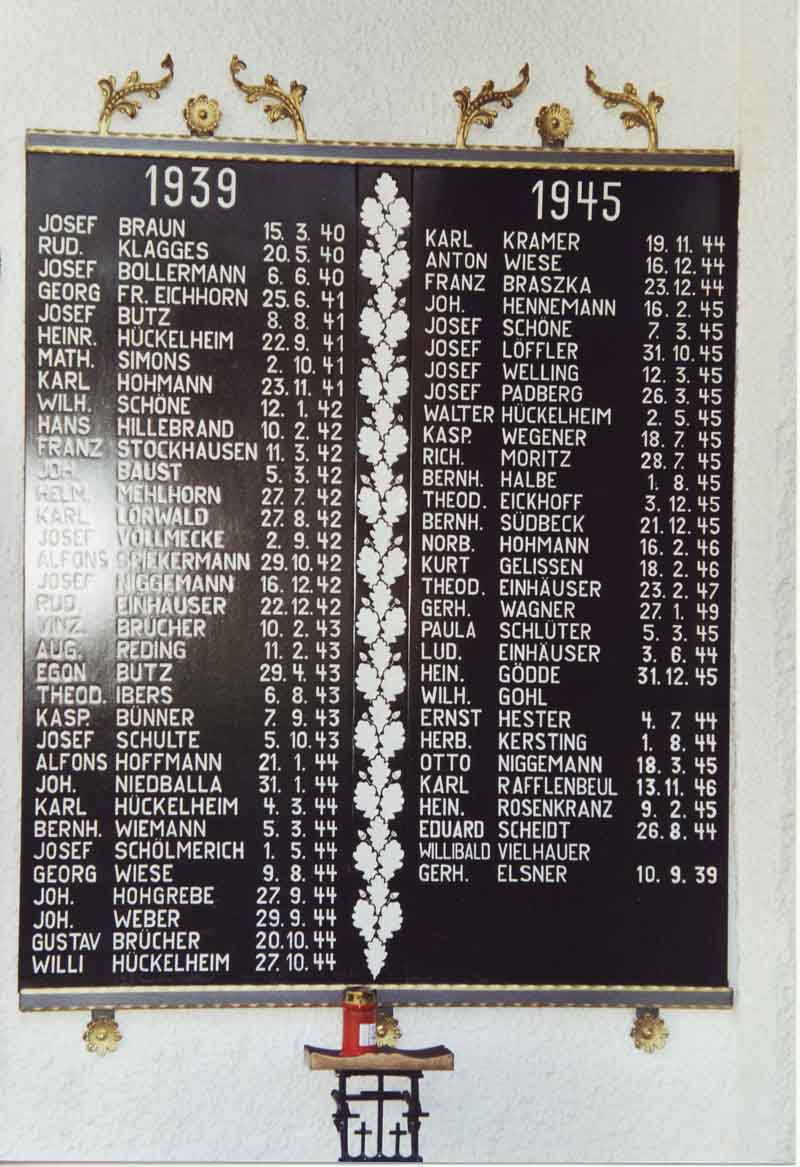 1939
JOSEF BRAUN 15. 3. 40
RUD. KLAGGES 20. 5. 40
JOSEF BOLLERMANN 6. 6. 40
GEORG FR. EICHHORN 25. 6. 41
JOSEF BUTZ 8. 8. 41
HEINR. HÜCKELHEIM 22. 9. 41
MATH. SIMONS 2. 10. 41
KARL HOHMANN 23. 11. 41
WILH. SCHÖNE 12. 1. 42
HANS HILLEBRAND 10. 2. 42
FRANZ STOCKHAUSEN 11. 3. 42
JOH. BAUST 5. 3. 42
HELM. MEHLHORN 27. 7. 42
KARL LÖRWALD 27. 8. 42
JOSEF VOLLMECKE 2. 9. 42
ALFONS SPIEKERMANN 29. 10. 42
JOSEF NIGGEMANN 16. 12. 42
RUD. EINHÄUSER 22. 12. 42
VINZ. BRÜCHER 10. 2. 43
AUG. REDING 11. 2. 43
EGON BUTZ 29. 4. 43
THEOD. IBERS 6. 8. 43
KASP. BÜNNER 7. 9. 43
JOSEF SCHULTE 5. 10. 43
ALFONS HOFFMANN 21. 1. 44
JOH. NIEDBALLA 31. 1. 44
KARL HÜCKELHEIM 4. 3. 44
BERNH. WIEMANN 5. 3. 44
JOSEF SCHÖLMERICH 1. 5. 44
GEORG WIESE 9. 8. 44
JOH. HOHGREBE 27. 9. 44
JOH. WEBER 29. 9. 44
GUSTAV BRÜCHER 20. 10. 44
WILLI HÜCKELHEIM 27. 10. 44
1945
KARL KRAMER 19. 11. 44
ANTON WIESE 16. 12. 44
FRANZ BRASZKA 23. 12. 44
JOH. HENNEMANN 16. 2. 45
JOSEF SCHÖNE 7. 3. 45
JOSEF LÖFFLER 31. 10. 45
JOSEF WELLING 12. 3. 45
JOSEF PADBERG 26. 3. 45
WALTER HÜCKELHEIM 2. 5. 45
KASP. WEGENER 18. 7. 45
RICH. MORITZ 28. 7. 45
BERNH. HALBE 1. 8. 45
THEOD. EICKHOFF 3. 12. 45
BERNH. SÜDBECK 21. 12. 45
NORB. HOHMANN 16. 2. 46
KURT GELISSEN 18. 2. 46
THEOD. EINHÄUSER 23. 2. 47
GERH. WAGNER 27. 1. 49
PAULA SCHLÜTER 5. 3. 45
LUD. EINHÄUSER 3. 6. 44
HEIN. GÖDDE 31. 12. 45
WILH. GOHL
ERNST HESTER 4. 7. 44
HERB. KERSTING 1. 8. 44
OTTO NIGGEMANN 18. 3. 45
KARL RAFFLENBEUL 13. 11. 46
HEIN. ROSENKRANZ 9. 2. 45
EDUARD SCHEIDT 26. 8. 44
WILLIBALD VIELHAUER
GERH. ELSNER 10. 9. 39